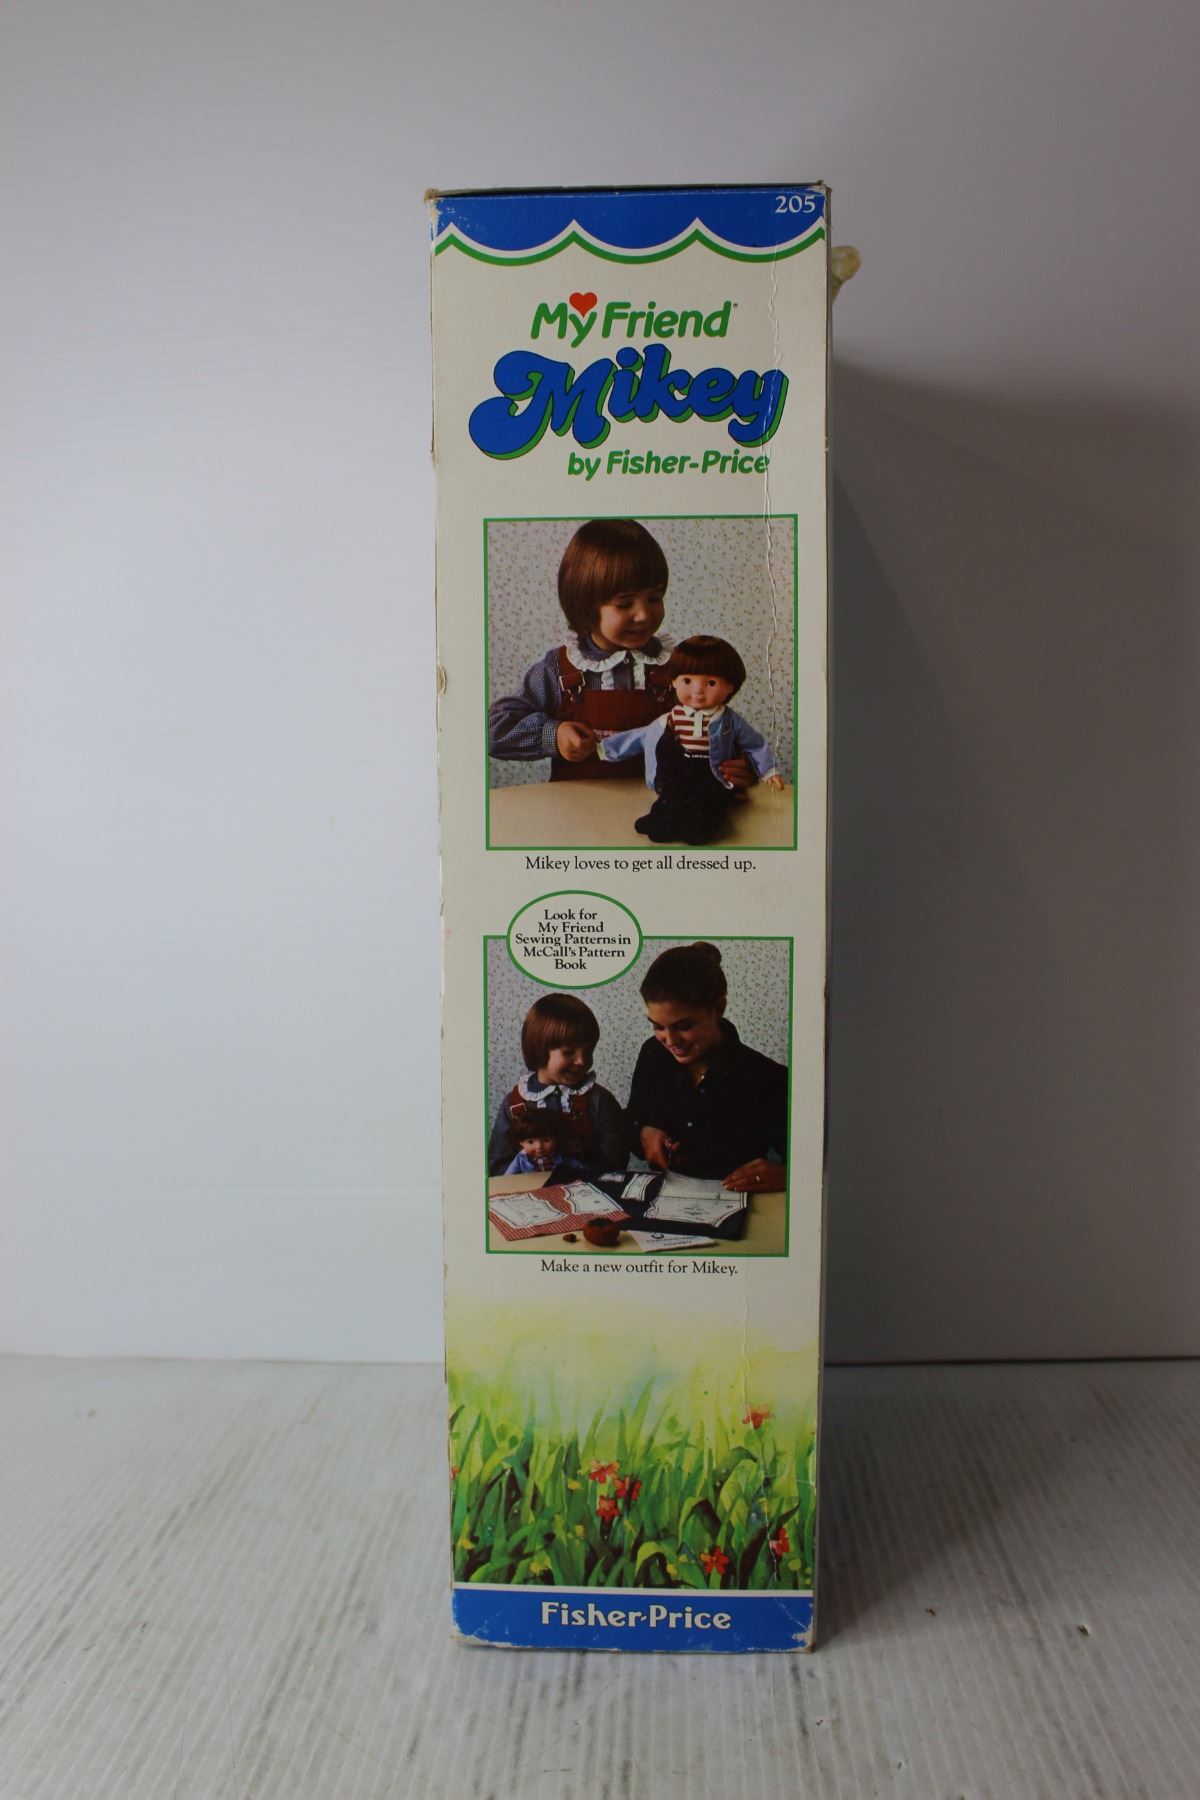 205
My Friend
Mikey
by Fisher-Price
Mikey loves to get all dressed up.
Look for
My Friend
Sewing Patterns in
McCall's Pattern
Book
Make a new outfit for Mikey.
Fisher-Price